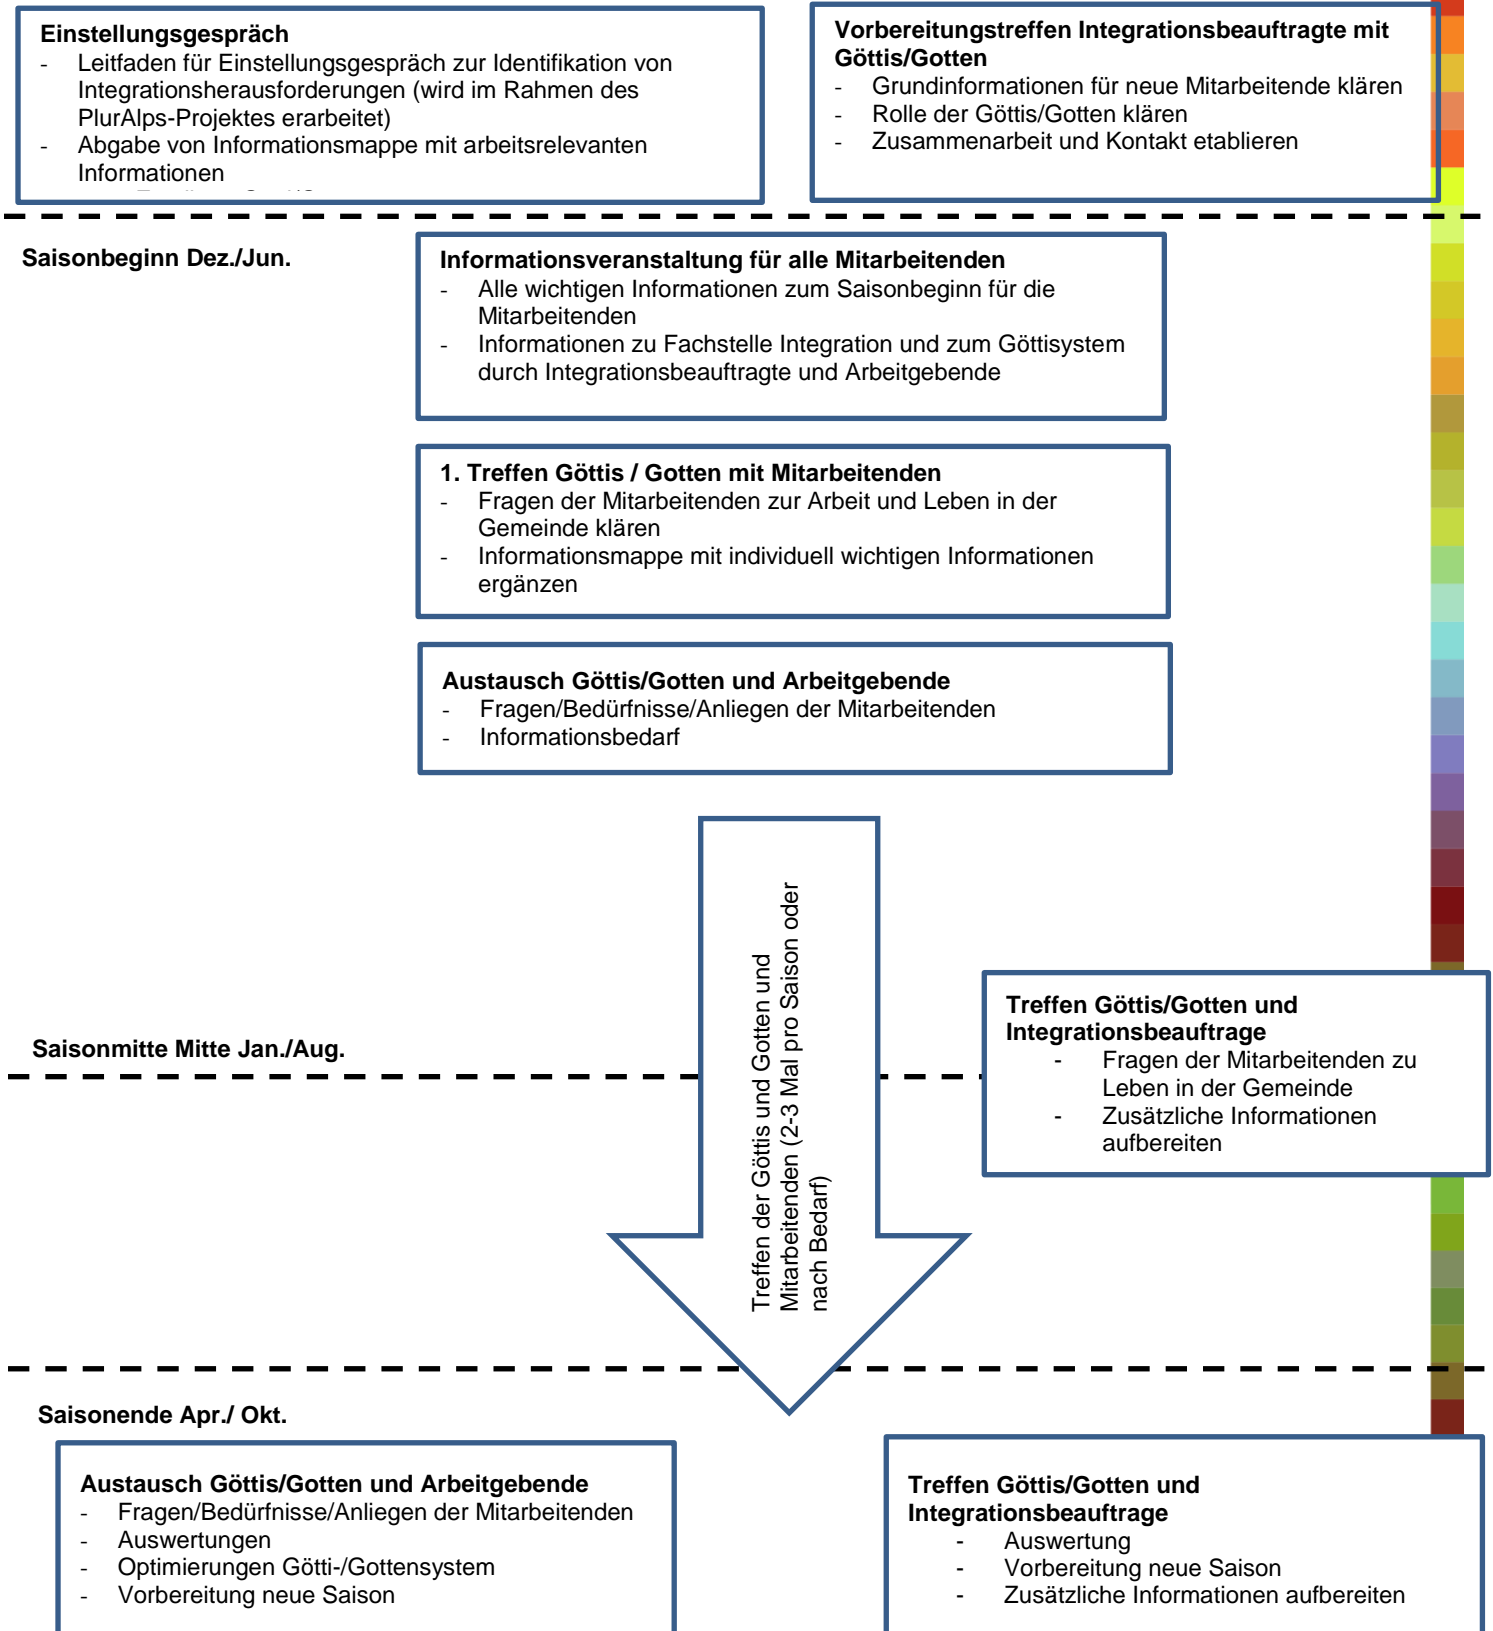 Einstellungsgespräch
- Leitfaden für Einstellungsgespräch zur Identifikation von
Integrationsherausforderungen (wird im Rahmen des
PlurAlps-Projektes erarbeitet)
- Abgabe von Informationsmappe mit arbeitsrelevanten
Informationen
Vorbereitungstreffen Integrationsbeauftragte mit
Göttis/Gotten
- Grundinformationen für neue Mitarbeitende klären
- Rolle der Göttis/Gotten klären
- Zusammenarbeit und Kontakt etablieren
Saisonbeginn Dez./Jun.
Informationsveranstaltung für alle Mitarbeitenden
- Alle wichtigen Informationen zum Saisonbeginn für die
Mitarbeitenden
- Informationen zu Fachstelle Integration und zum Göttisystem
durch Integrationsbeauftragte und Arbeitgebende
1. Treffen Göttis / Gotten mit Mitarbeitenden
- Fragen der Mitarbeitenden zur Arbeit und Leben in der
Gemeinde klären
- Informationsmappe mit individuell wichtigen Informationen
ergänzen
Austausch Göttis/Gotten und Arbeitgebende
- Fragen/Bedürfnisse/Anliegen der Mitarbeitenden
- Informationsbedarf
Treffen der Göttis und Gotten und
Mitarbeitenden (2-3 Mal pro Saison oder
nach Bedarf)
Saisonmitte Mitte Jan./Aug.
Treffen Göttis/Gotten und
Integrationsbeauftrage
- Fragen der Mitarbeitenden zu
Leben in der Gemeinde
- Zusätzliche Informationen
aufbereiten
Saisonende Apr./ Okt.
Austausch Göttis/Gotten und Arbeitgebende
- Fragen/Bedürfnisse/Anliegen der Mitarbeitenden
- Auswertungen
- Optimierungen Götti-/Gottensystem
- Vorbereitung neue Saison
Treffen Göttis/Gotten und
Integrationsbeauftrage
- Auswertung
- Vorbereitung neue Saison
- Zusätzliche Informationen aufbereiten